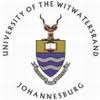 UNIVERSITY OF THE WITWATERSRAND
JOHANNESBURG